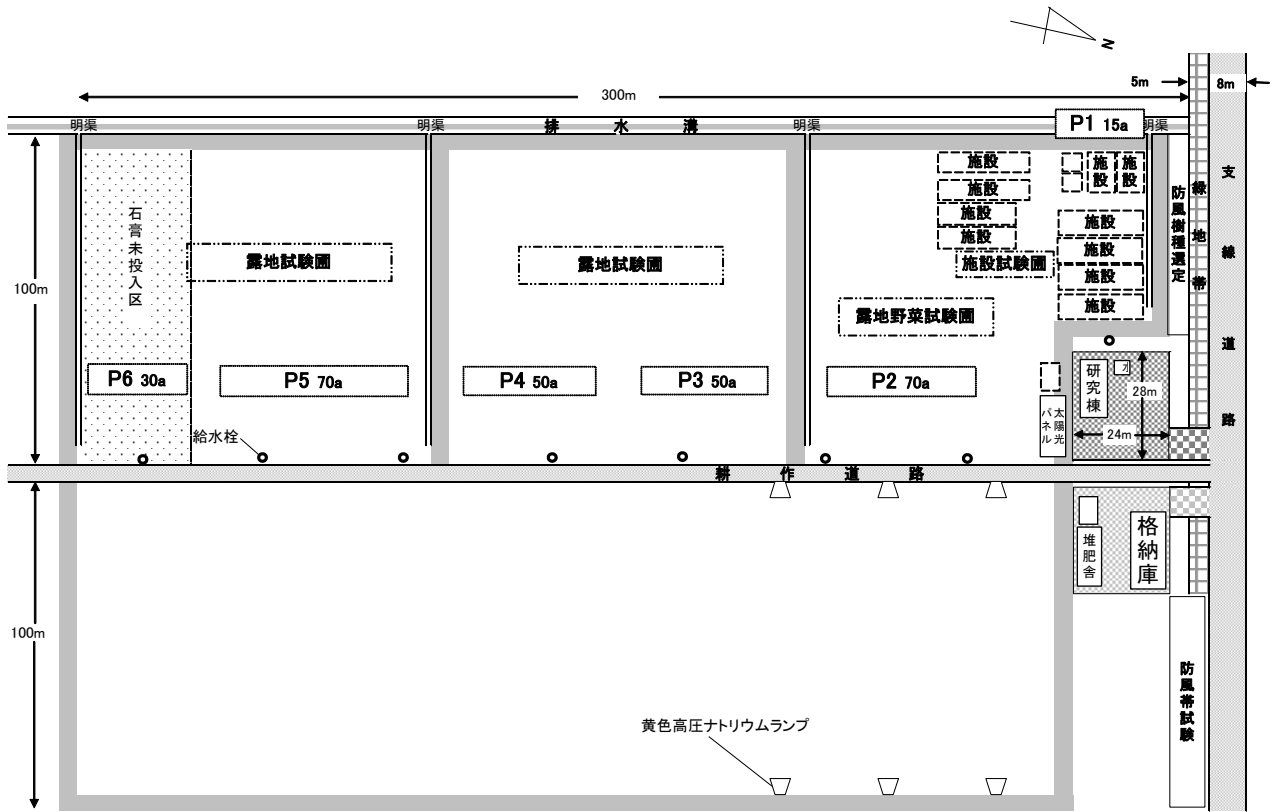 N
5m
8m
300m
明渠
明渠
排水溝
明渠
P1 15a
明渠
100m
石膏未投入区
露地試験圃
露地試験圃
施設
施設
施設
施設
施設試験圃
露地野菜試験圃
施設
施設
施設
施設
施設
施設
防風樹種選定
緑地帯
支線道路
P6 30a
P5 70a
P4 50a
P3 50a
P2 70a
太陽光
パネル
研究棟
28m
24m
給水栓
耕作道路
100m
堆肥舎
格納庫
黄色高圧ナトリウムランプ
防風帯試験